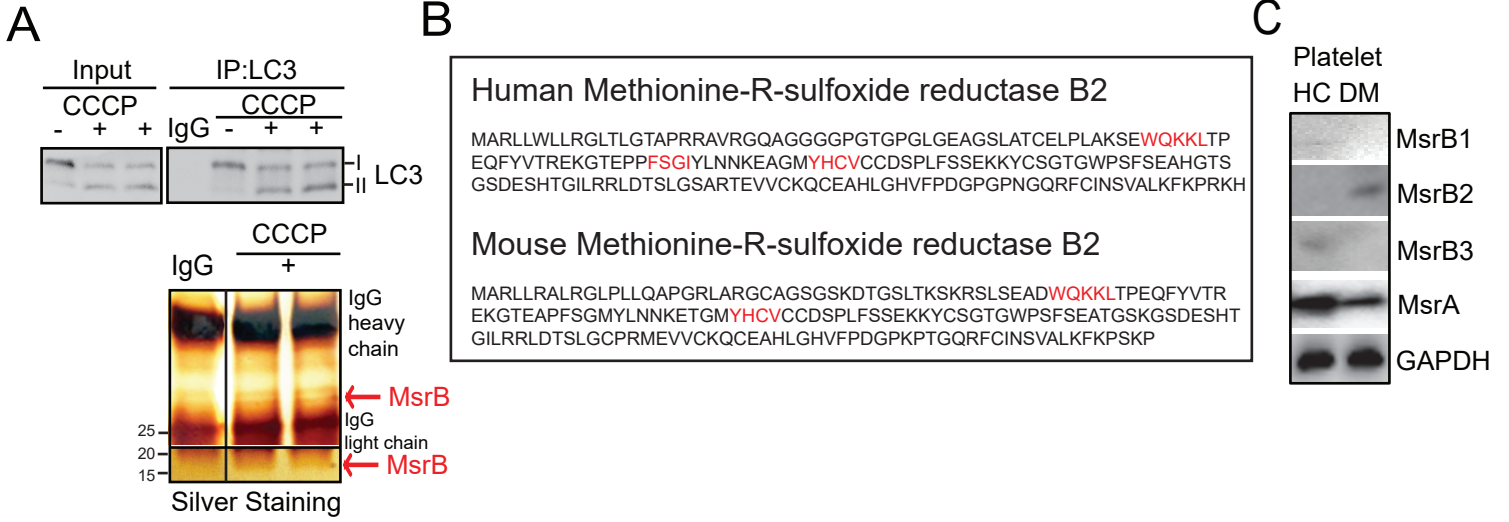 A
Input
IP:LC3
CCCP
CCCP
- + + IgG - + +
I
II
LC3
CCCP
IgG
+
IgG
heavy
chain
MsrB
IgG
light chain
25
20
15
MsrB
Silver Staining
B
Human Methionine-R-sulfoxide reductase B2
MARLLWLLRGLTLGTAPRRAVRGQAGGGGPGTGPGLGEAGSLATCELPLAKSEWQKKLTP
EQFYVTREKGTEPPFSGIYLNNKEAGMYHCVCCDSPLFSSEKKYCSGTGWPSFSEAHGTS
GSDESHTGILRRLDTSLGSARTEVVCKQCEAHLGHVFPDGPGPNGQRFCINSVALKFKPRKH
Mouse Methionine-R-sulfoxide reductase B2
MARLLRALRGLPLLQAPGRLARGCAGSGSKDTGSLTKSKRSLSEADWQKKLTPEQFYVTR
EKGTEAPFSGMYLNNKETGMYHCVCCDSPLFSSEKKYCSGTGWPSFSEATGSKGSDESHT
GILRRLDTSLGCPRMEVVCKQCEAHLGHVFPDGPKPTGQRFCINSVALKFKPSKP
C
Platelet
HC DM
MsrB1
MsrB2
MsrB3
MsrA
GAPDH